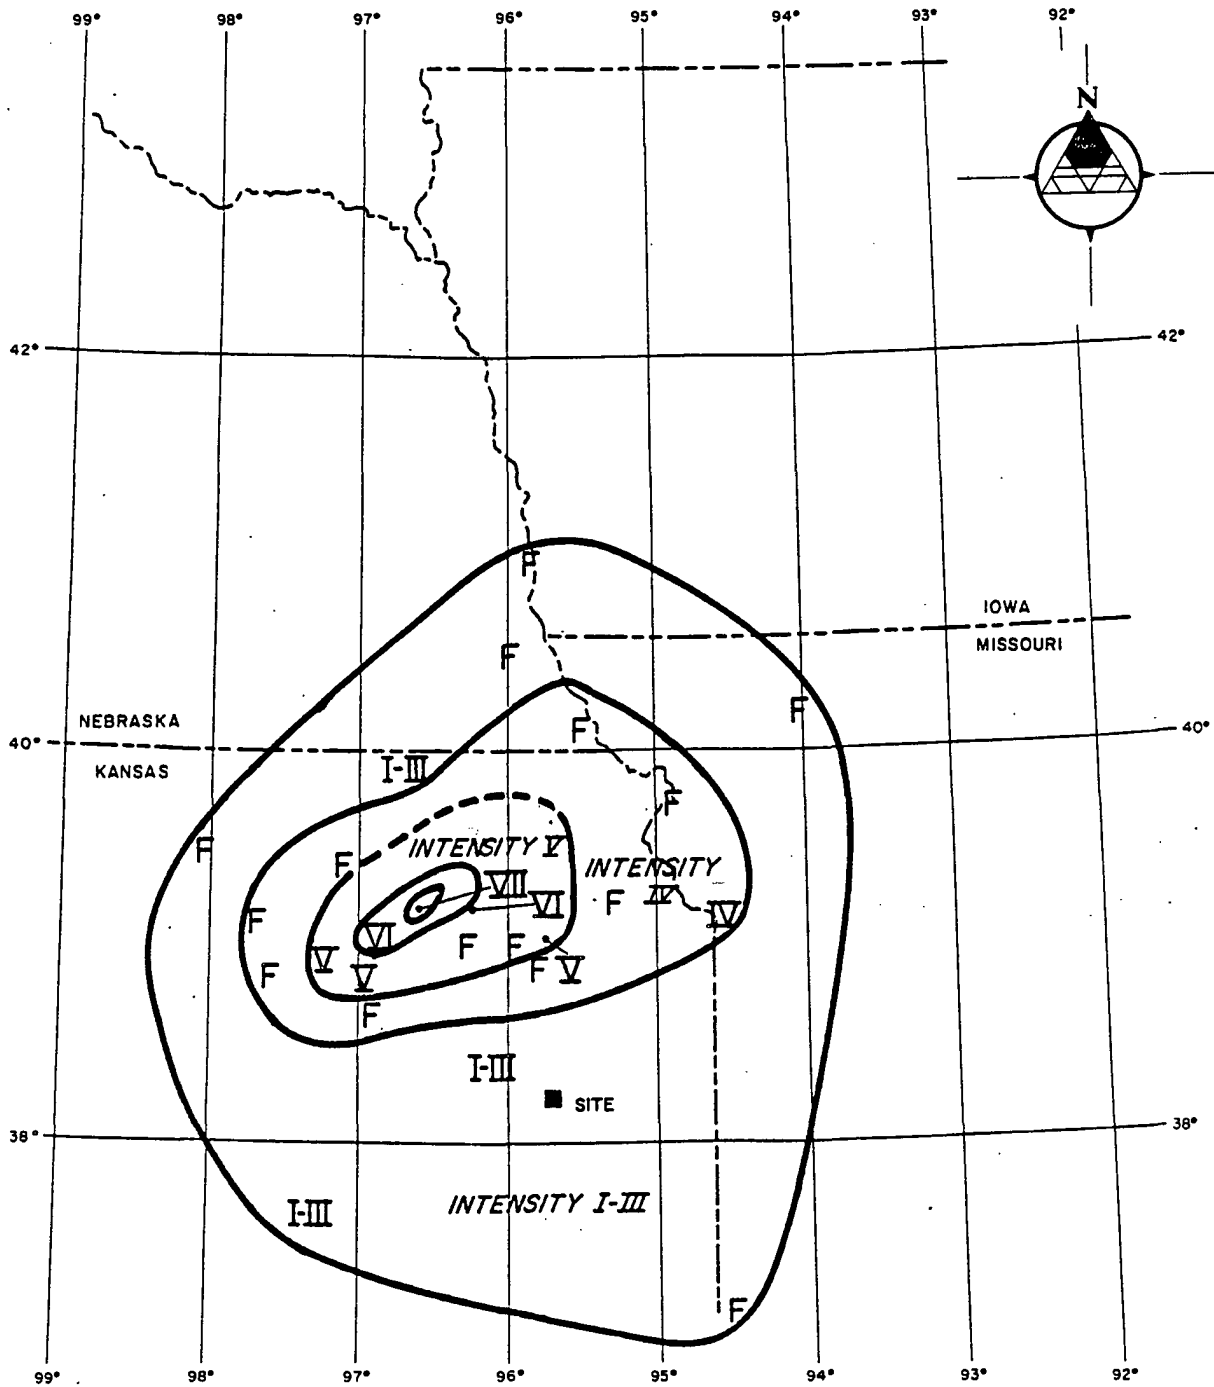 99° 98° 97° 96° 95° 94° 93° 92°
N
42° 42°
IOWA
MISSOURI
F
F
F
F
NEBRASKA
40° 40°
KANSAS
I-III
F
F
F
INTENSITY V
INTENSITY
IV
VII
VI
F
IV
F
VI
F
F
V
V
F
F
V
F
I-III
SITE
38° 38°
INTENSITY I-III
I-III
F
99° 98° 97° 96° 95° 94° 93° 92°